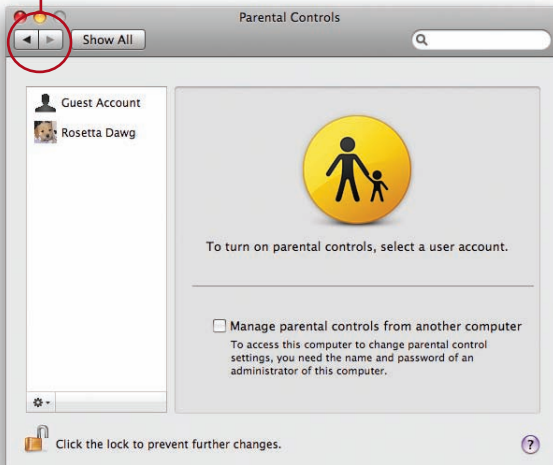 Parental Controls
Show All
Guest Account
Rosetta Dawg
To turn on parental controls, select a user account.
Manage parental controls from another computer
To access this computer to change parental control
settings, you need the name and password of an
administrator of this computer.
Click the lock to prevent further changes.
?